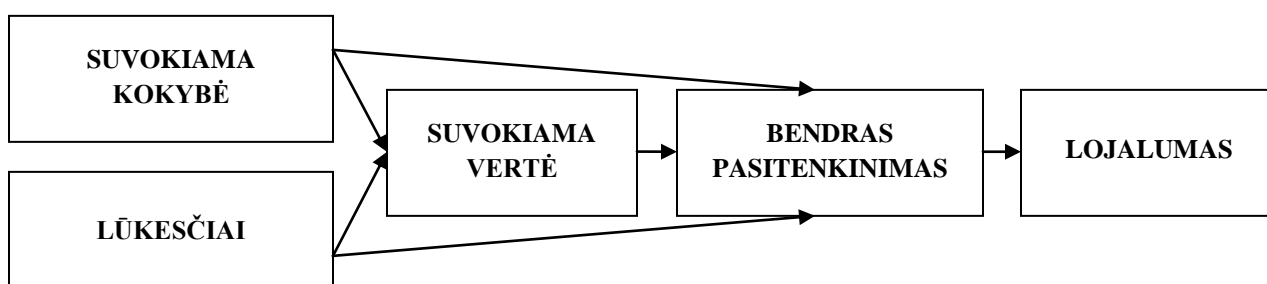 SUVOKIAMA
KOKYBĖ
LŪKESČIAI
SUVOKIAMA
VERTĖ
BENDRAS
PASITENKINIMAS
LOJALUMAS